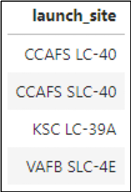 launch_site
CCAFS LC-40
CCAFS SLC-40
KSC LC-39A
VAFB SLC-4E